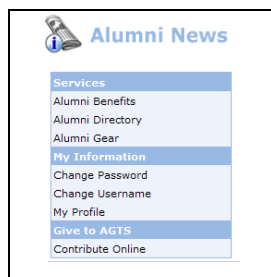 Alumni News
Services
Alumni Benefits
Alumni Directory
Alumni Gear
My Information
Change Password
Change Username
My Profile
Give to AGTS
Contribute Online